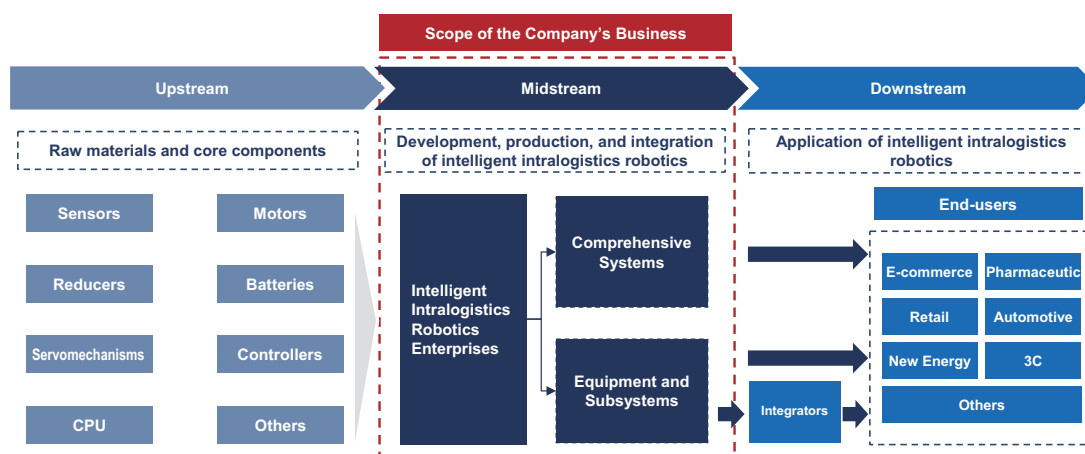 Scope of the Company’s Business
Upstream
Midstream
Downstream
Raw materials and core components
Development, production, and integration
of intelligent intralogistics robotics
Application of intelligent intralogistics
robotics
Sensors
Motors
Reducers
Batteries
Servomechanisms
Controllers
CPU
Others
Intelligent
Intralogistics
Robotics
Enterprises
Comprehensive
Systems
Equipment and
Subsystems
Integrators
End-users
E-commerce
Pharmaceutic
Retail
Automotive
New Energy
3C
Others